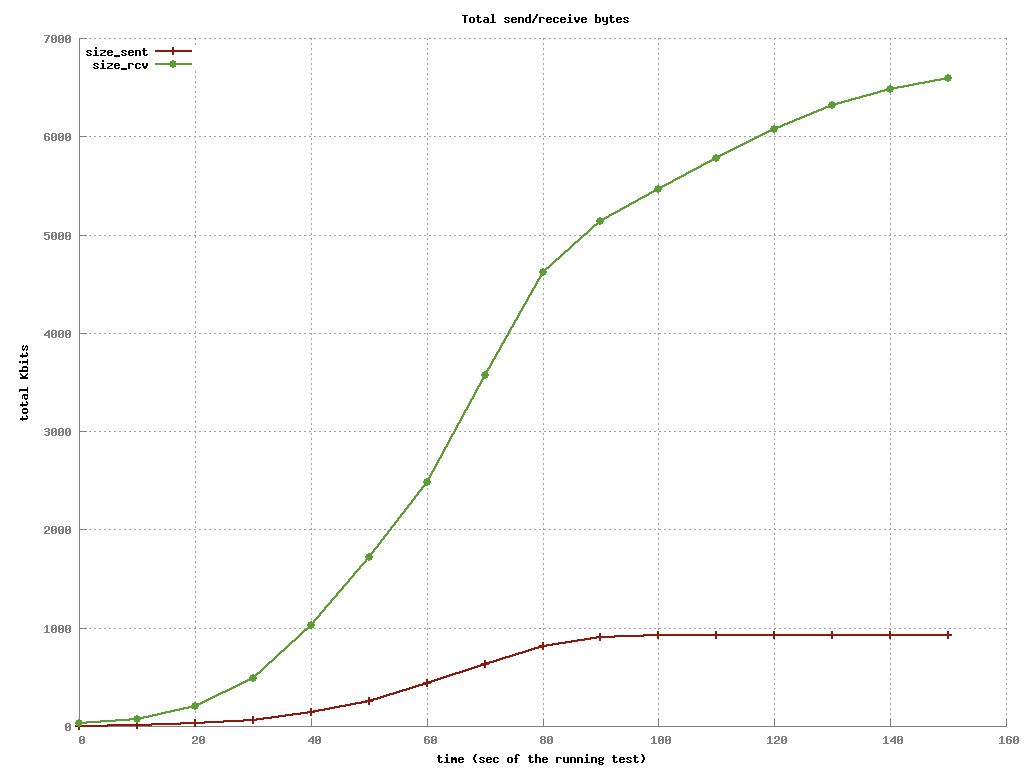 Total send/receive bytes
7000
size_sent
size_rcv
6000
5000
4000
total Kbits
3000
2000
1000
0
0 20 40 60 80 100 120 140 160
time (sec of the running test)